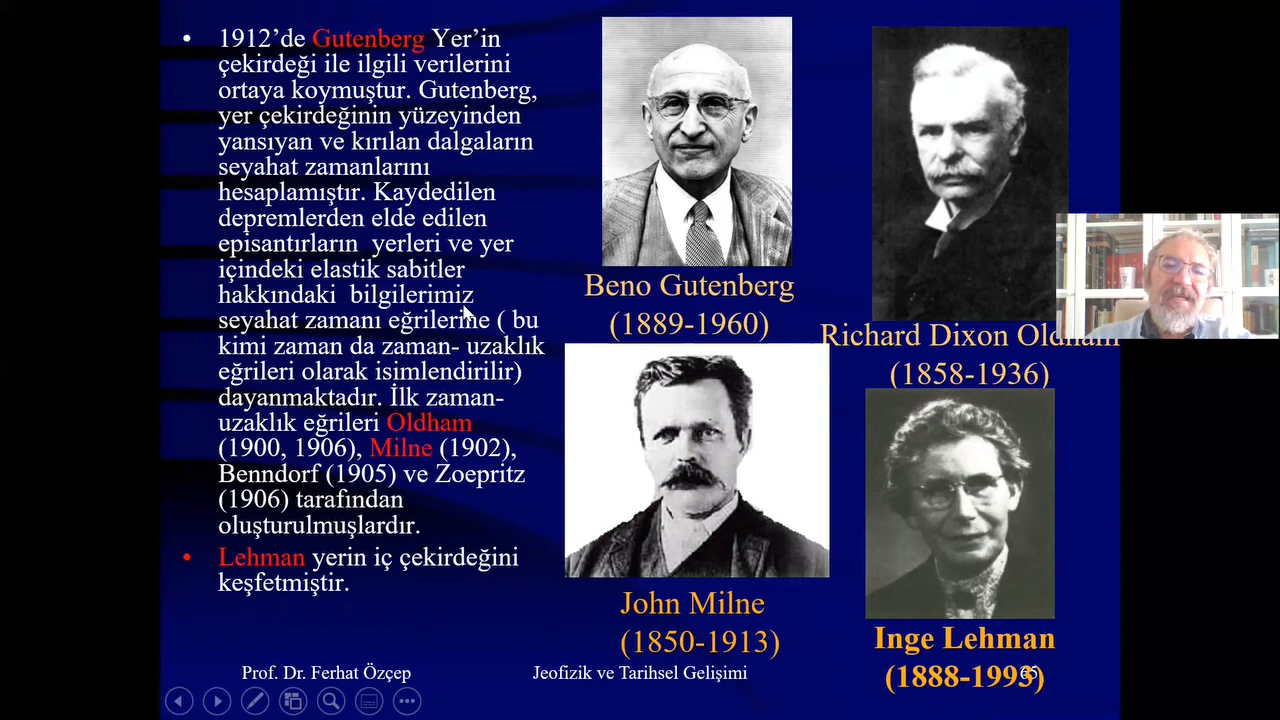 • 1912’de Gutenberg Yer’in
çekirdeği ile ilgili verilerini
ortaya koymuştur. Gutenberg,
yer çekirdeğinin yüzeyinden
yansıyan ve kırılan dalgaların
seyahat zamanlarını
hesaplamıştır. Kaydedilen
depremlerden elde edilen
episantırların yerleri ve yer
içindeki elastik sabitler
hakkındaki bilgilerimiz
seyahat zamanı eğrilerine ( bu
kimi zaman da zaman- uzaklık
eğrileri olarak isimlendirilir)
dayanmaktadır. İlk zaman-
uzaklık eğrileri Oldham
(1900, 1906), Milne (1902),
Benndorf (1905) ve Zoepritz
(1906) tarafından
oluşturulmuşlardır.
• Lehman yerin iç çekirdeğini
keşfetmiştir.
Beno Gutenberg
(1889-1960)
Richard Dixon Oldham
(1858-1936)
John Milne
(1850-1913)
Inge Lehman
(1888-1993)
Prof. Dr. Ferhat Özçep
Jeofizik ve Tarihsel Gelişimi